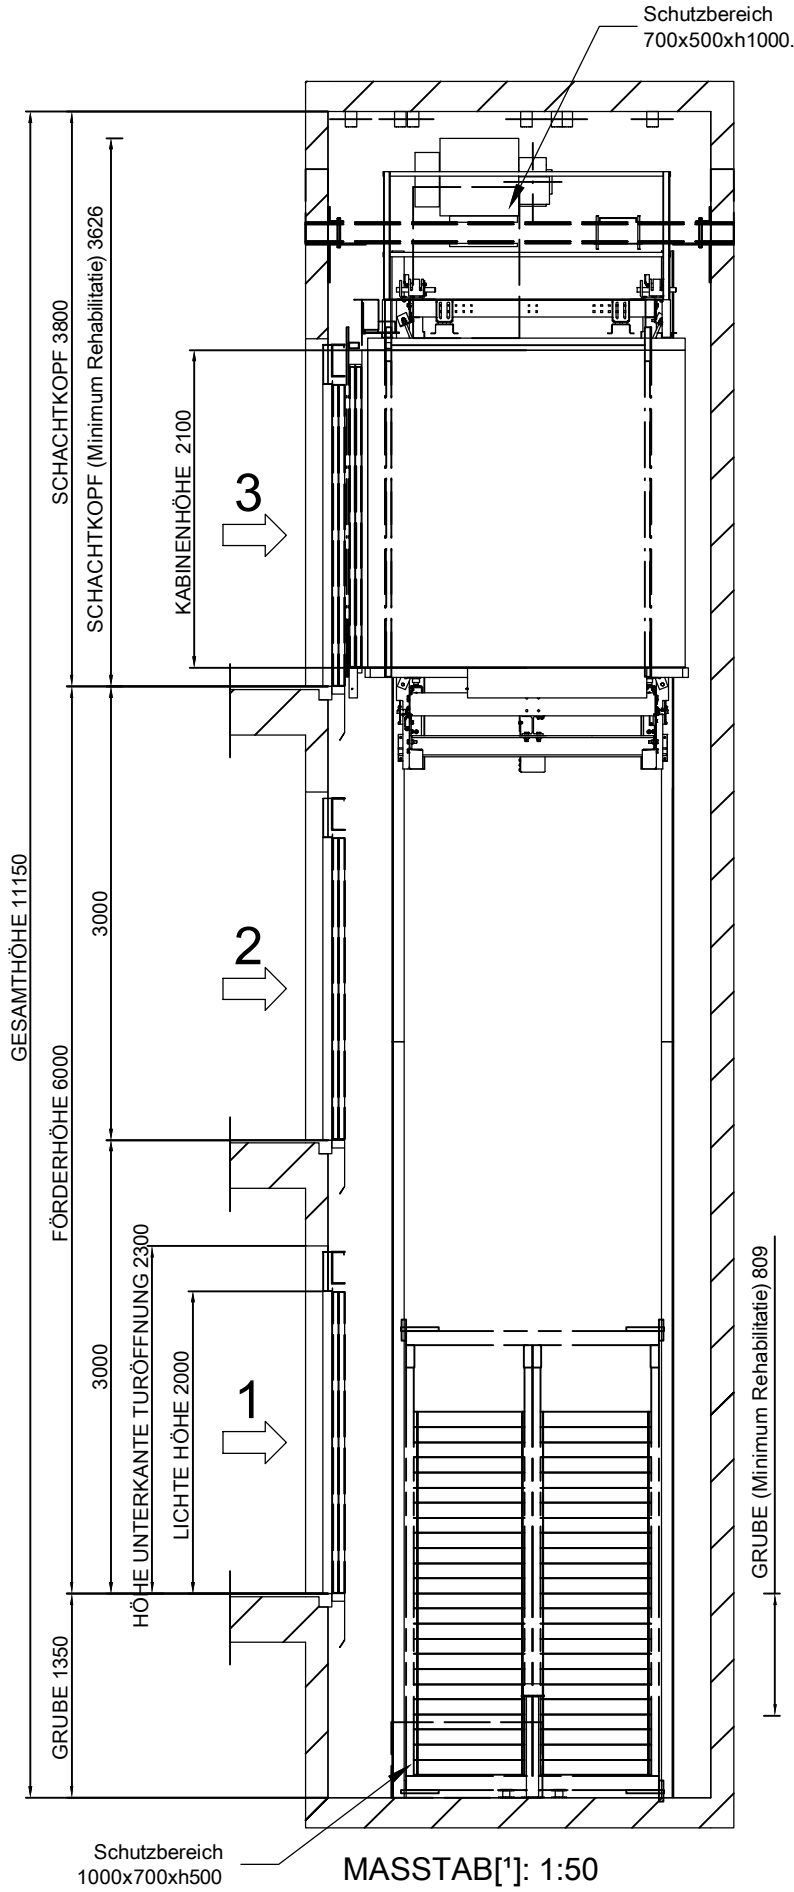 Schutzbereich
700x500xh1000.
SCHACHTKOPF 3800
SCHACHTKOPF (Minimum Rehabilitatie) 3626
KABINENHÖHE 2100
3
GESAMTHÖHE 11150
3000
2
FÖRDERHÖHE 6000
3000
HÖHE UNTERKANTE TURÖFFNUNG 2300
LICHTE HÖHE 2000
1
GRUBE (Minimum Rehabilitatie) 809
GRUBE 1350
Schutzbereich
1000x700xh500
MASSTAB[¹]: 1:50